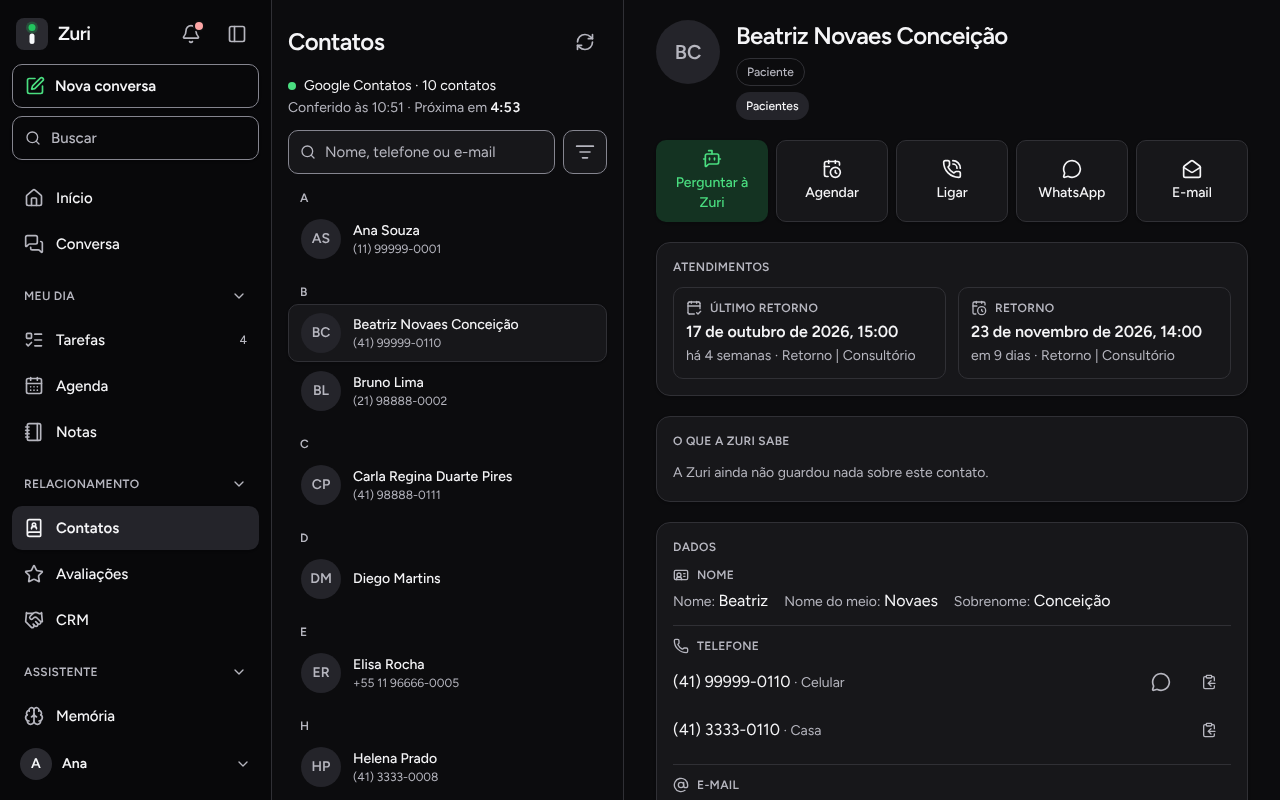 Zuri
Nova conversa
Buscar
Início
Conversa
MEU DIA
Tarefas 4
Agenda
Notas
RELACIONAMENTO
Contatos
Avaliações
CRM
ASSISTENTE
Memória
A Ana
Contatos
Google Contatos · 10 contatos
Conferido às 10:51 · Próxima em 4:53
Nome, telefone ou e-mail
A
AS Ana Souza
(11) 99999-0001
B
BC Beatriz Novaes Conceição
(41) 99999-0110
BL Bruno Lima
(21) 98888-0002
C
CP Carla Regina Duarte Pires
(41) 98888-0111
D
DM Diego Martins
E
ER Elisa Rocha
+55 11 96666-0005
H
HP Helena Prado
(41) 3333-0008
BC Beatriz Novaes Conceição
Paciente
Pacientes
Perguntar à
Zuri
Agendar
Ligar
WhatsApp
E-mail
ATENDIMENTOS
ÚLTIMO RETORNO
17 de outubro de 2026, 15:00
há 4 semanas · Retorno | Consultório
RETORNO
23 de novembro de 2026, 14:00
em 9 dias · Retorno | Consultório
O QUE A ZURI SABE
A Zuri ainda não guardou nada sobre este contato.
DADOS
NOME
Nome: Beatriz Nome do meio: Novaes Sobrenome: Conceição
TELEFONE
(41) 99999-0110 · Celular
(41) 3333-0110 · Casa
E-MAIL